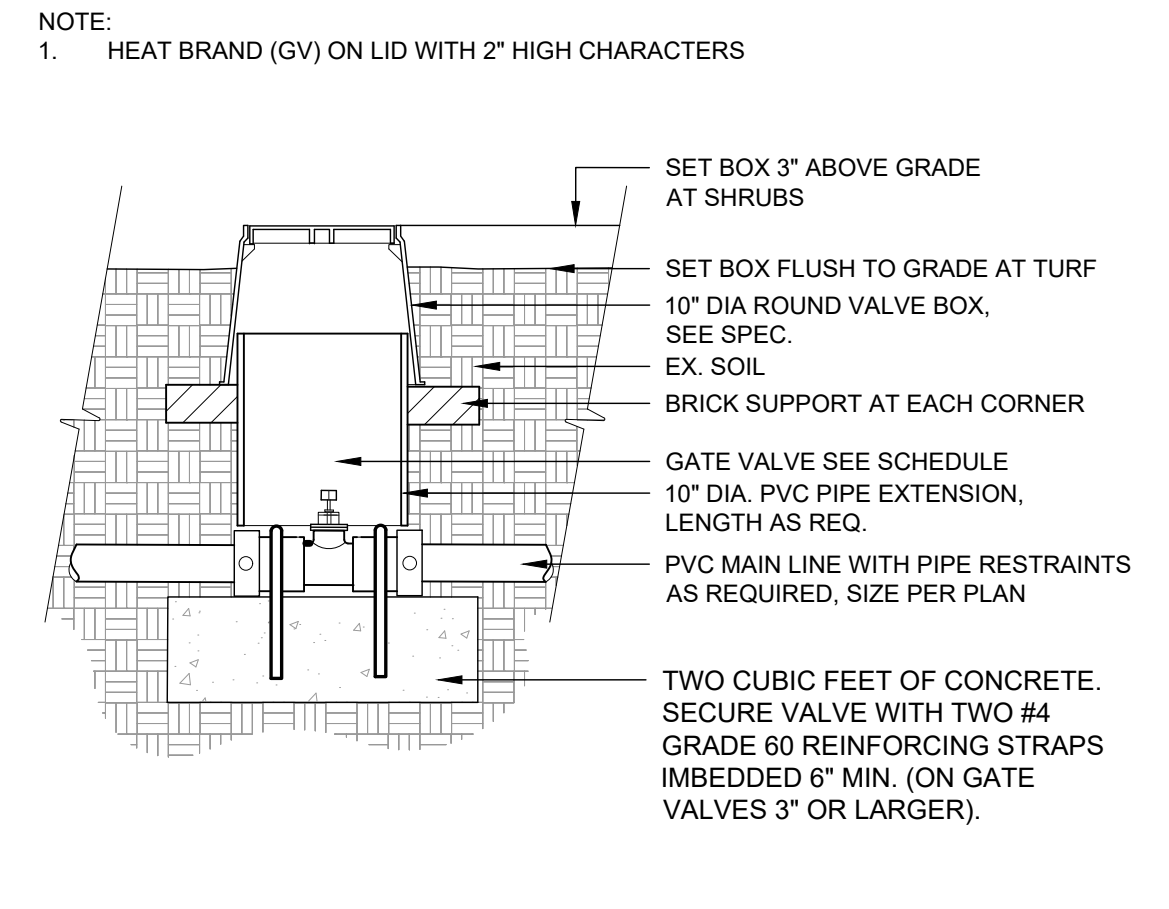 NOTE:
1. HEAT BRAND (GV) ON LID WITH 2" HIGH CHARACTERS
SET BOX 3" ABOVE GRADE
AT SHRUBS
SET BOX FLUSH TO GRADE AT TURF
10" DIA ROUND VALVE BOX,
SEE SPEC.
EX. SOIL
BRICK SUPPORT AT EACH CORNER
GATE VALVE SEE SCHEDULE
10" DIA. PVC PIPE EXTENSION,
LENGTH AS REQ.
PVC MAIN LINE WITH PIPE RESTRAINTS
AS REQUIRED, SIZE PER PLAN
TWO CUBIC FEET OF CONCRETE.
SECURE VALVE WITH TWO #4
GRADE 60 REINFORCING STRAPS
IMBEDDED 6" MIN. (ON GATE
VALVES 3" OR LARGER).